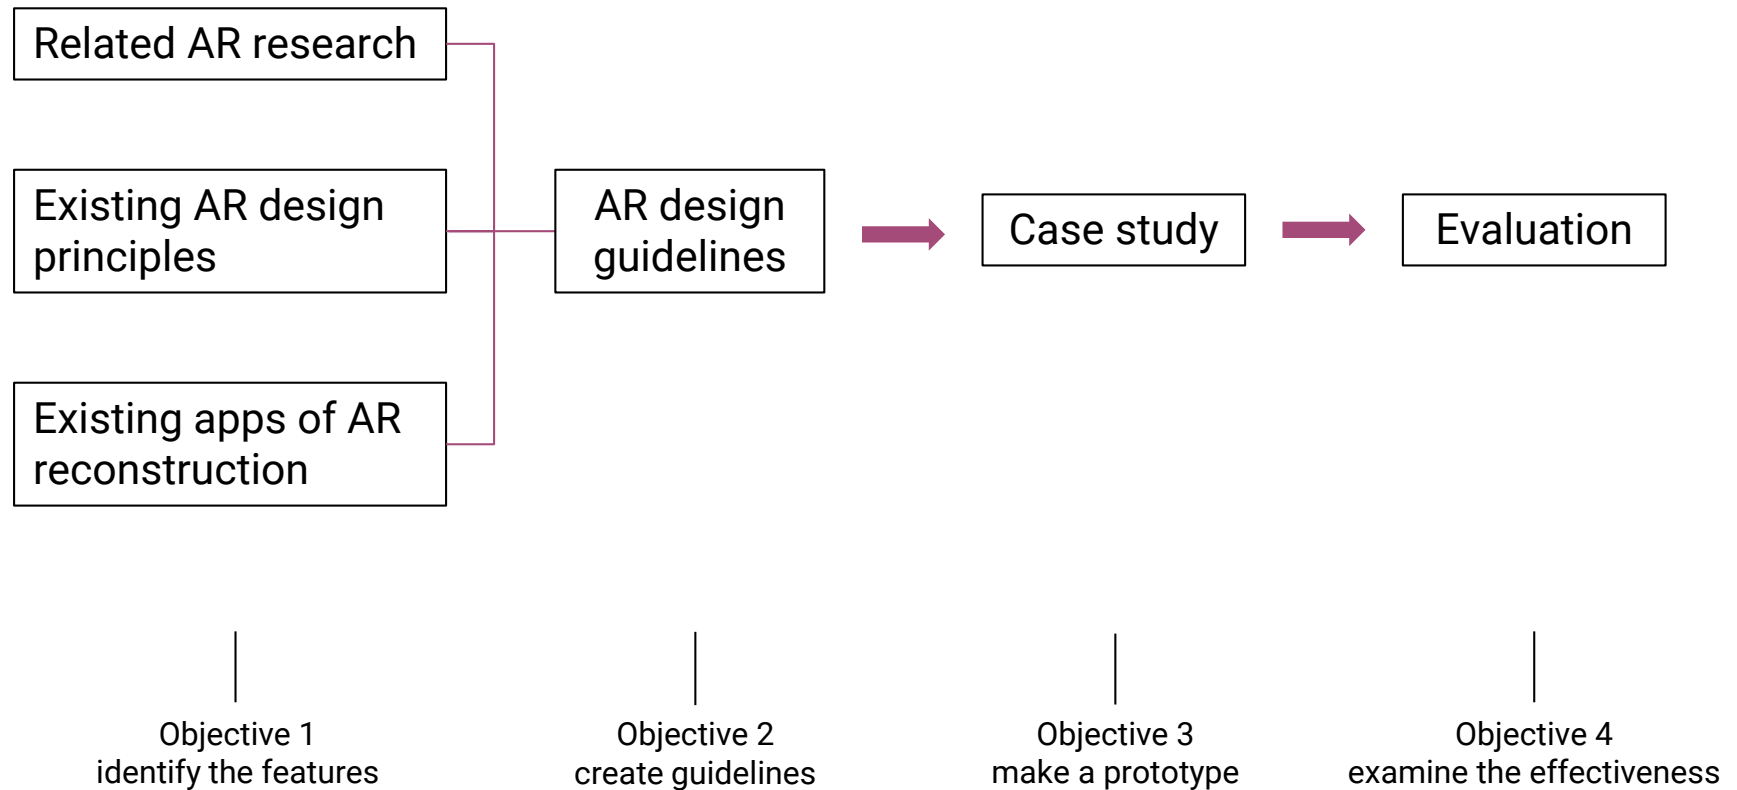 Related AR research
Existing AR design
principles
Existing apps of AR
reconstruction
AR design
guidelines
Case study
Evaluation
Objective 1
identify the features
Objective 2
create guidelines
Objective 3
make a prototype
Objective 4
examine the effectiveness